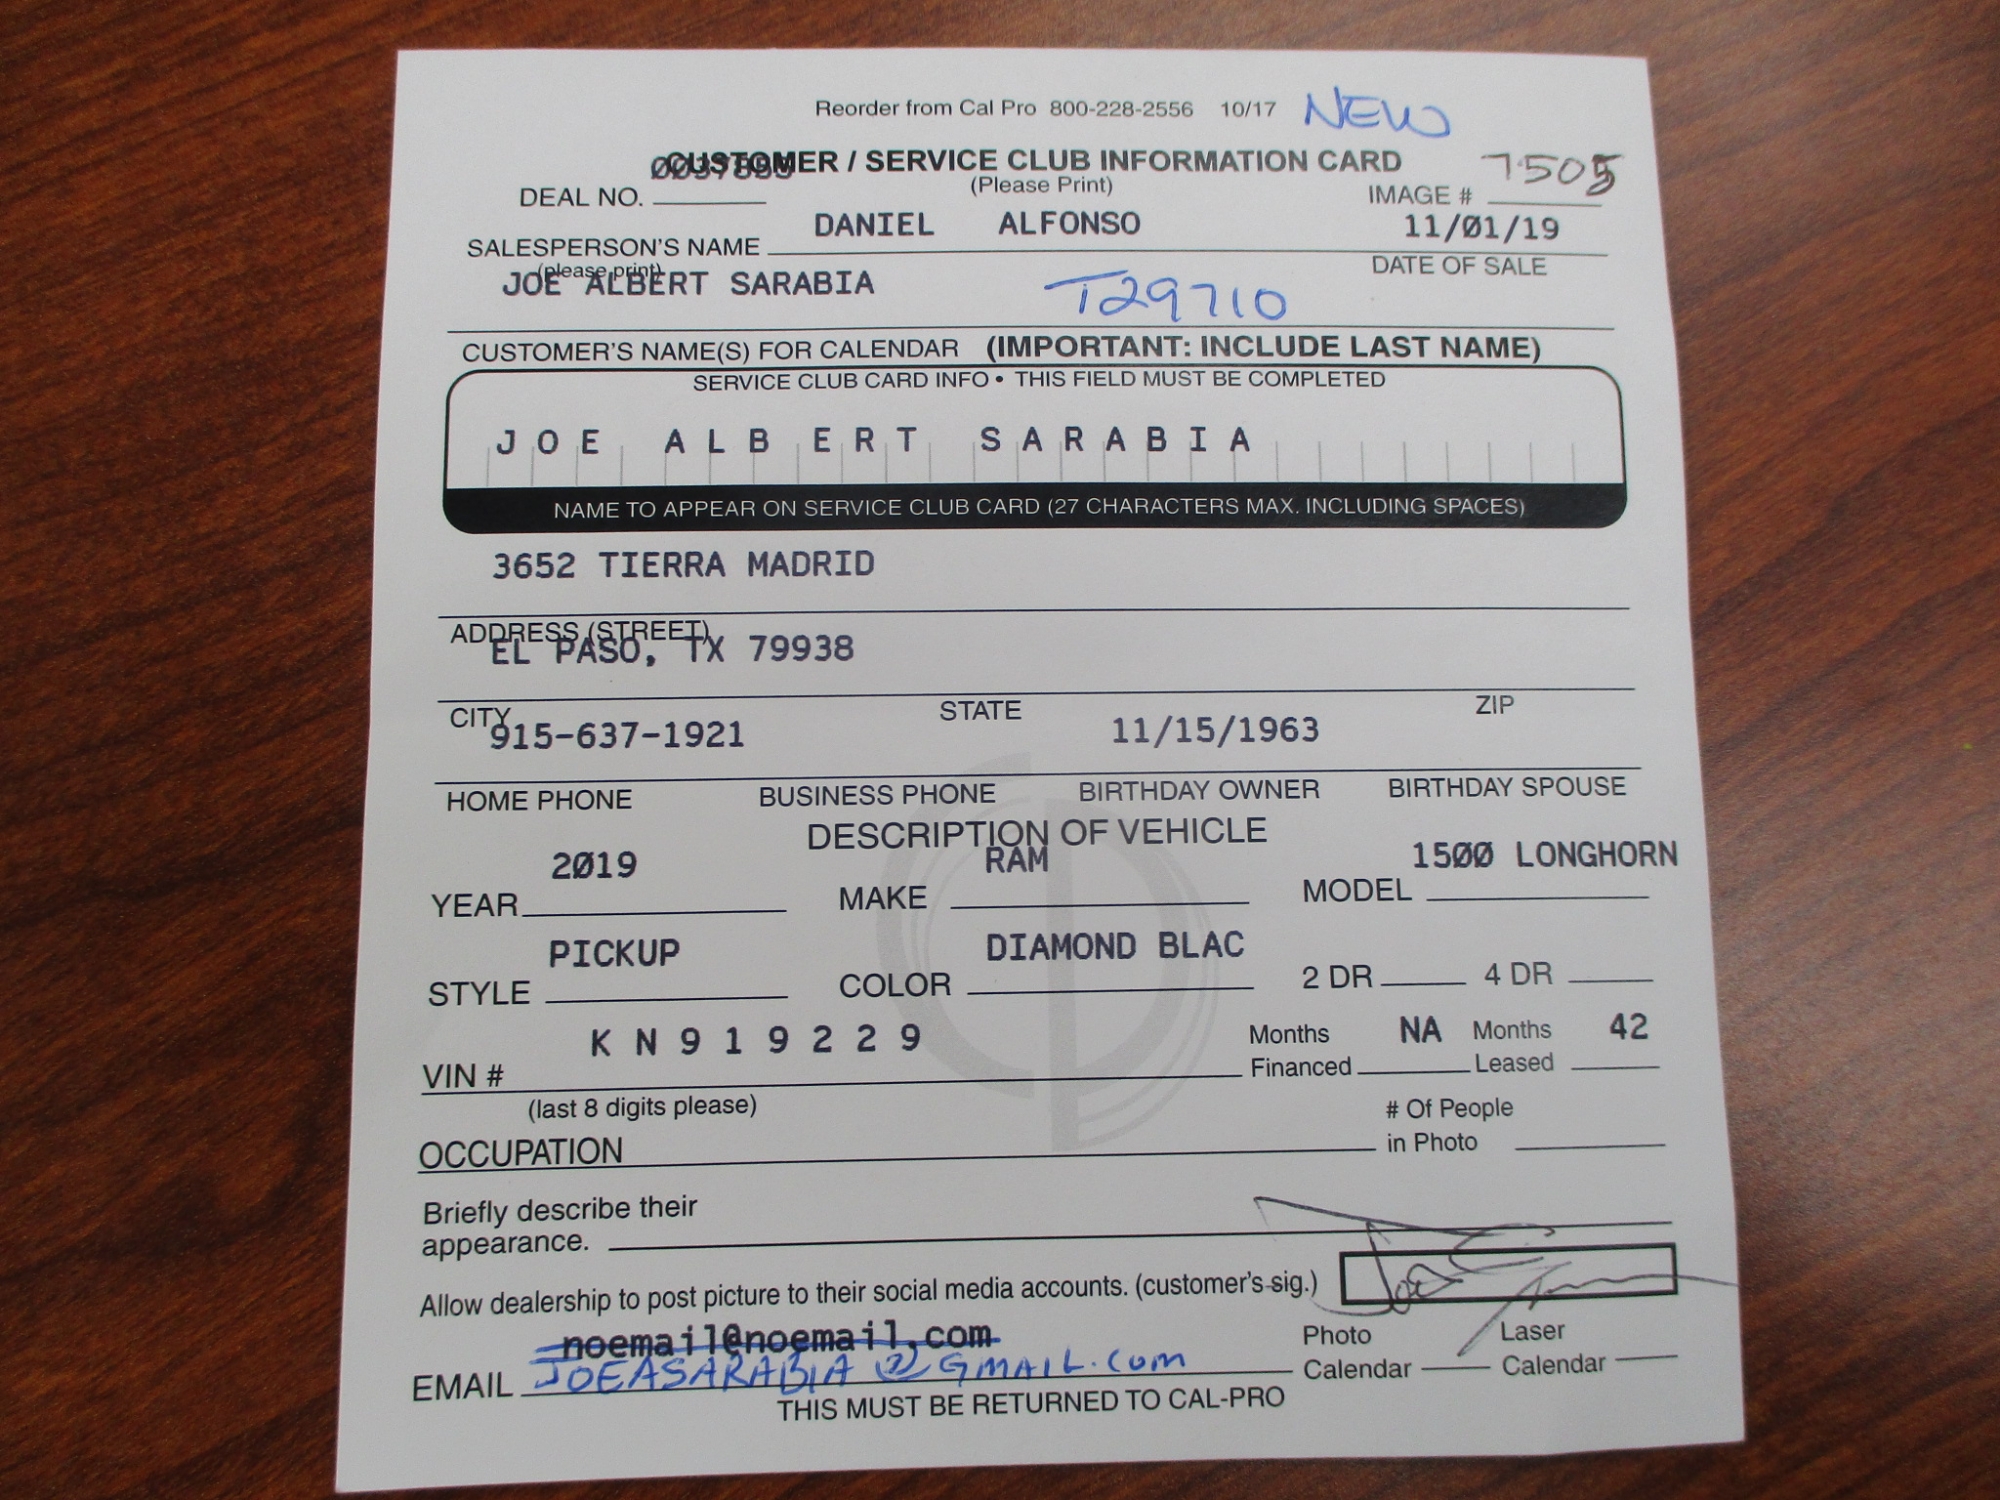 Reorder from Cal Pro 800-228-2556 10/17 NEW
CUSTOMER / SERVICE CLUB INFORMATION CARD
(Please Print)
DEAL NO. IMAGE # 7505
DANIEL ALFONSO 11/01/19
SALESPERSON'S NAME DATE OF SALE
(please print)
JOE ALBERT SARABIA T29710
CUSTOMER'S NAME(S) FOR CALENDAR (IMPORTANT: INCLUDE LAST NAME)
SERVICE CLUB CARD INFO • THIS FIELD MUST BE COMPLETED
JOE ALBERT SARABIA
NAME TO APPEAR ON SERVICE CLUB CARD (27 CHARACTERS MAX. INCLUDING SPACES)
3652 TIERRA MADRID
ADDRESS (STREET)
EL PASO, TX 79938
CITY STATE ZIP
915-637-1921 11/15/1963
HOME PHONE BUSINESS PHONE BIRTHDAY OWNER BIRTHDAY SPOUSE
DESCRIPTION OF VEHICLE
2019 RAM 1500 LONGHORN
YEAR MAKE MODEL
PICKUP DIAMOND BLAC
STYLE COLOR 2 DR 4 DR
KN919229 Months NA Months 42
VIN # Financed Leased
(last 8 digits please) # Of People
OCCUPATION in Photo
Briefly describe their
appearance.
Allow dealership to post picture to their social media accounts. (customer's sig.)
noemail@noemail.com Photo Laser
EMAIL JOEASARABIA@GMAIL.COM Calendar Calendar
THIS MUST BE RETURNED TO CAL-PRO